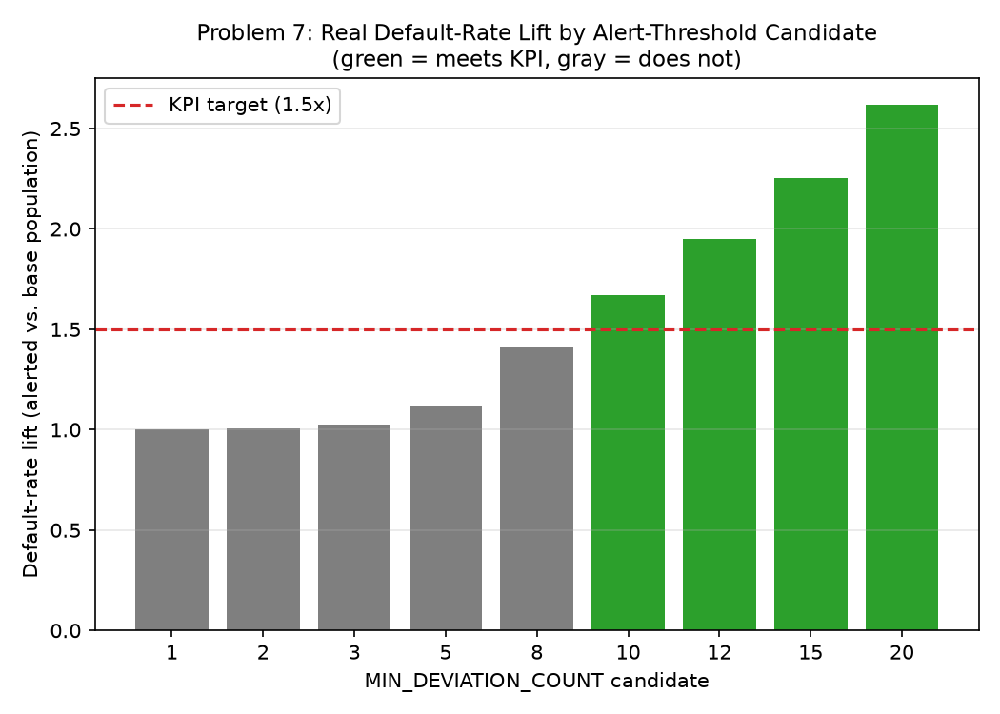 Problem 7: Real Default-Rate Lift by Alert-Threshold Candidate
(green = meets KPI, gray = does not)
KPI target (1.5x)
Default-rate lift (alerted vs. base population)
2.5
2.0
1.5
1.0
0.5
0.0
1 2 3 5 8 10 12 15 20
MIN_DEVIATION_COUNT candidate